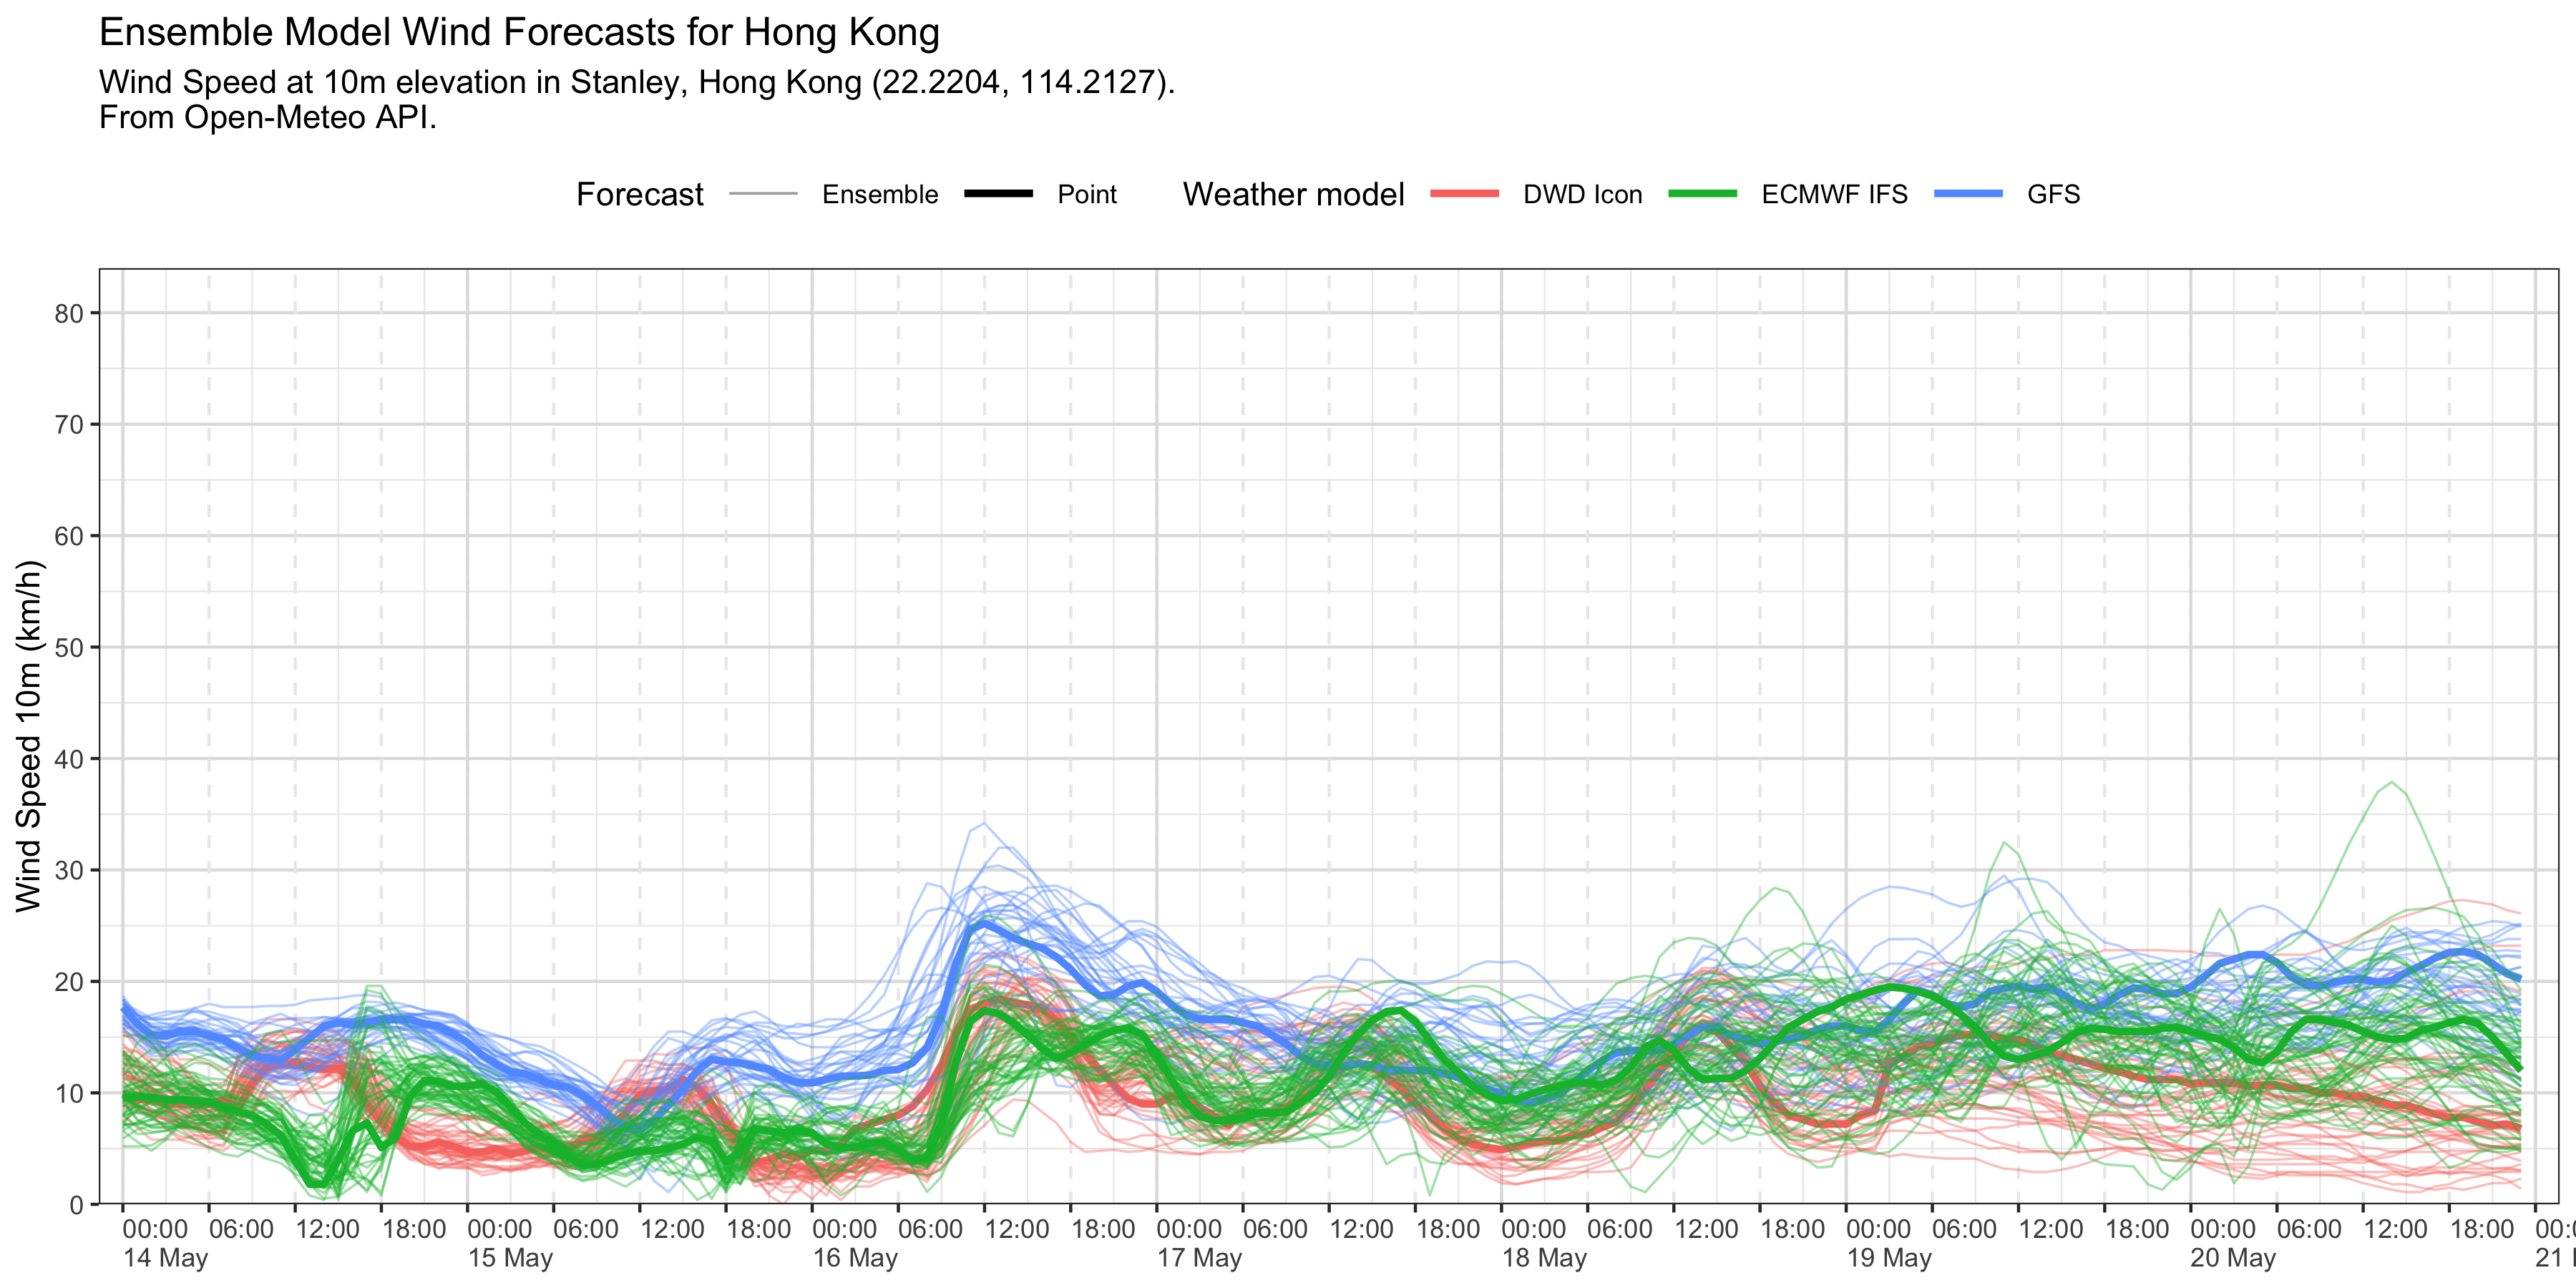 Ensemble Model Wind Forecasts for Hong Kong
Wind Speed at 10m elevation in Stanley, Hong Kong (22.2204, 114.2127).
From Open-Meteo API.
Forecast Ensemble Point Weather model DWD Icon ECMWF IFS GFS
Wind Speed 10m (km/h)
80
70
60
50
40
30
20
10
0
00:00 06:00 12:00 18:00 00:00 06:00 12:00 18:00 00:00 06:00 12:00 18:00 00:00 06:00 12:00 18:00 00:00 06:00 12:00 18:00 00:00 06:00 12:00 18:00 00:00 06:00 12:00 18:00
14 May 15 May 16 May 17 May 18 May 19 May 20 May 21